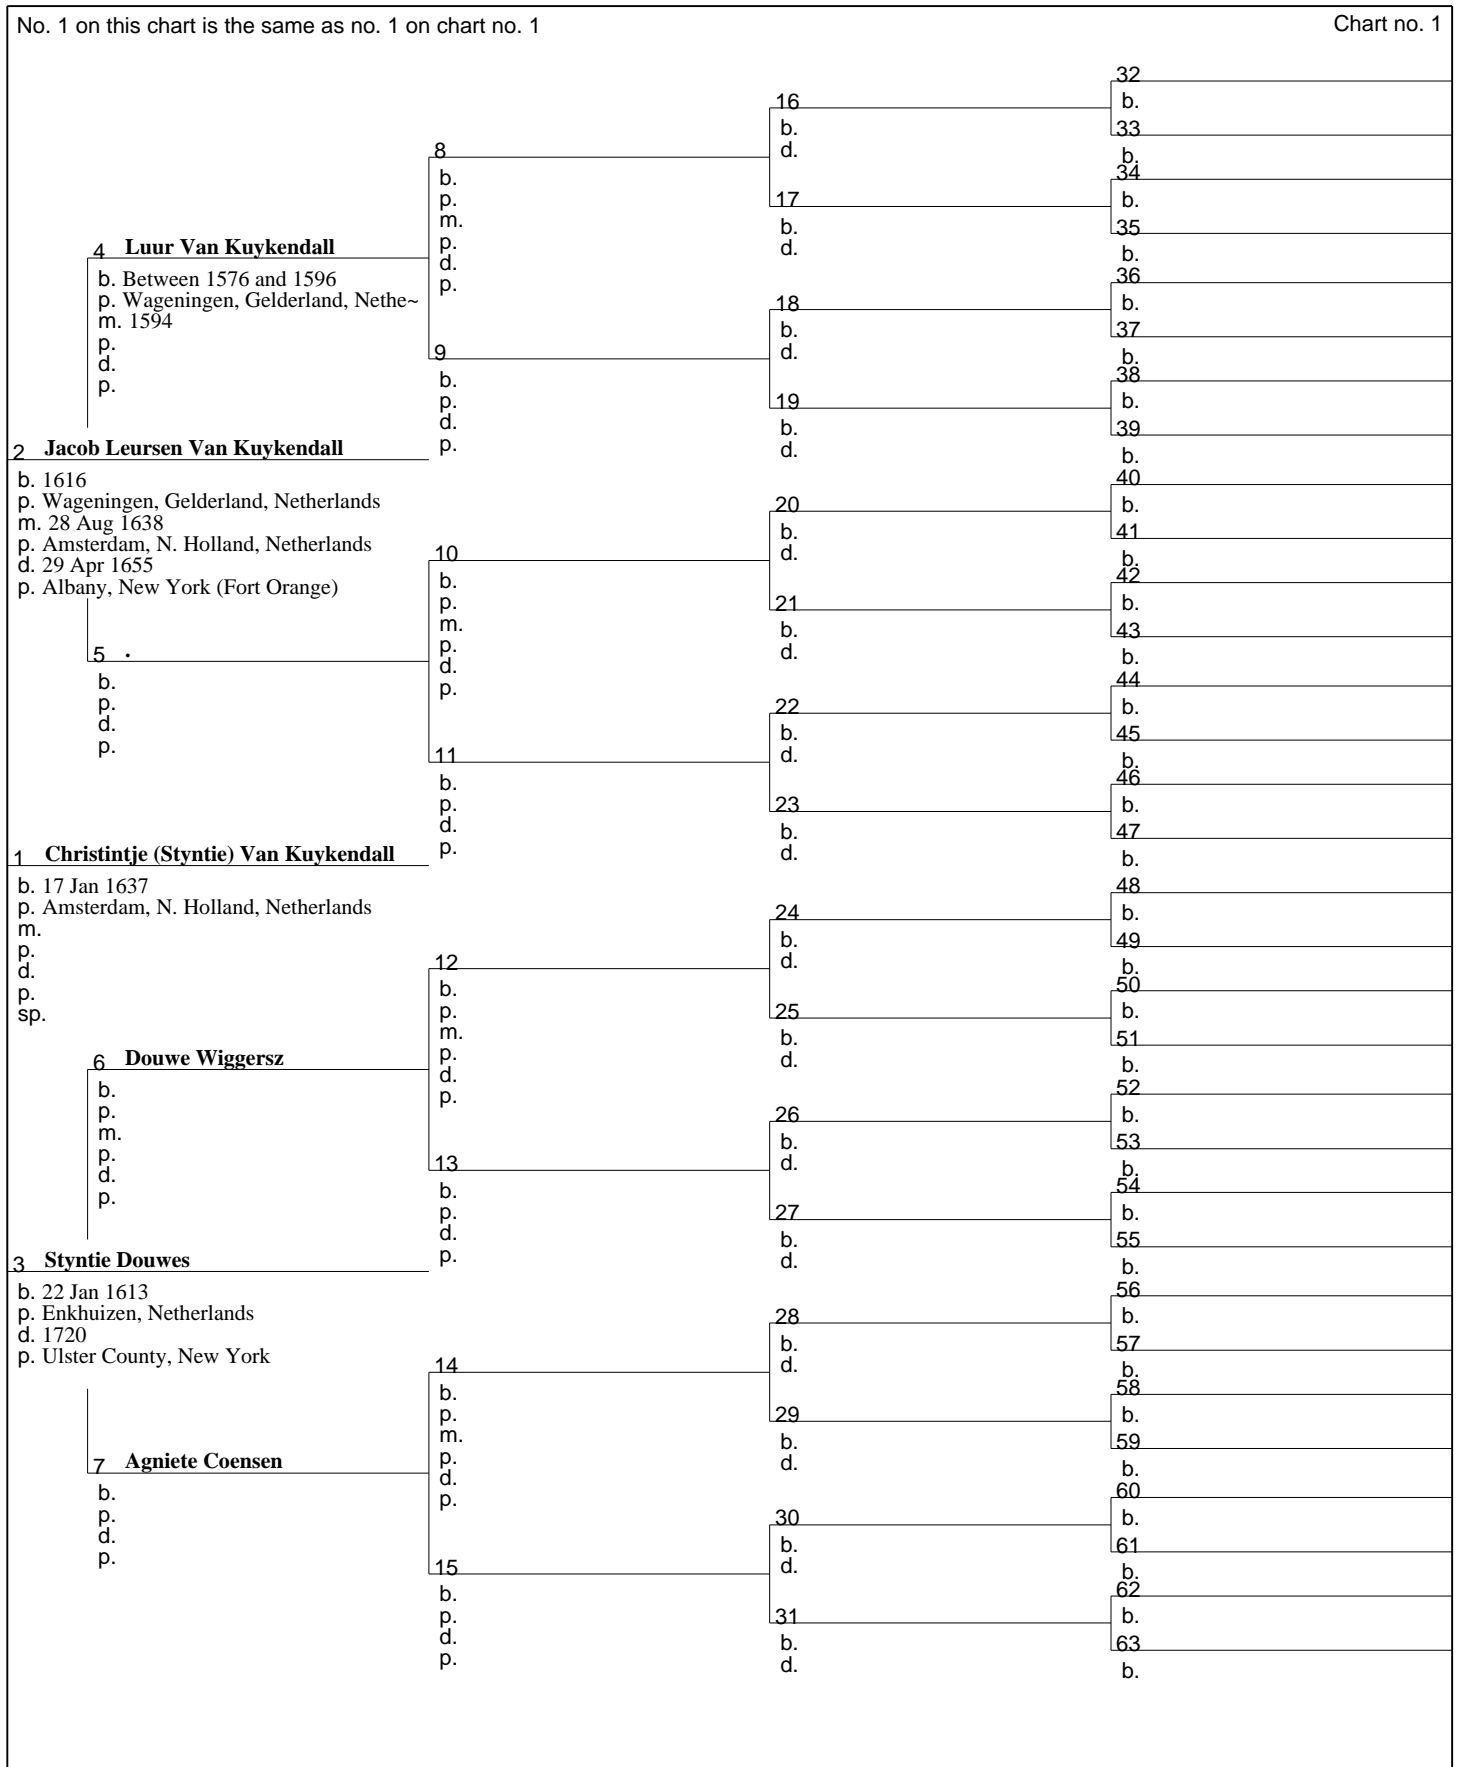 No. 1 on this chart is the same as no. 1 on chart no. 1
Chart no. 1
4 Luur Van Kuykendall
b. Between 1576 and 1596
p. Wageningen, Gelderland, Nethe~
m. 1594
p.
d.
p.
2 Jacob Leursen Van Kuykendall
b. 1616
p. Wageningen, Gelderland, Netherlands
m. 28 Aug 1638
p. Amsterdam, N. Holland, Netherlands
d. 29 Apr 1655
p. Albany, New York (Fort Orange)
5 .
b.
p.
d.
p.
1 Christintje (Styntie) Van Kuykendall
b. 17 Jan 1637
p. Amsterdam, N. Holland, Netherlands
m.
p.
d.
p.
sp.
6 Douwe Wiggersz
b.
p.
m.
p.
d.
p.
3 Styntie Douwes
b. 22 Jan 1613
p. Enkhuizen, Netherlands
d. 1720
p. Ulster County, New York
7 Agniete Coensen
b.
p.
d.
p.
8
b.
p.
m.
p.
d.
p.
9
b.
p.
d.
p.
10
b.
p.
m.
p.
d.
p.
11
b.
p.
d.
p.
12
b.
p.
m.
p.
d.
p.
13
b.
p.
d.
p.
14
b.
p.
m.
p.
d.
p.
15
b.
p.
d.
p.
16
b.
d.
17
b.
d.
18
b.
d.
19
b.
d.
20
b.
d.
21
b.
d.
22
b.
d.
23
b.
d.
24
b.
d.
25
b.
d.
26
b.
d.
27
b.
d.
28
b.
d.
29
b.
d.
30
b.
d.
31
b.
d.
32
b.
33
b.
34
b.
35
b.
36
b.
37
b.
38
b.
39
b.
40
b.
41
b.
42
b.
43
b.
44
b.
45
b.
46
b.
47
b.
48
b.
49
b.
50
b.
51
b.
52
b.
53
b.
54
b.
55
b.
56
b.
57
b.
58
b.
59
b.
60
b.
61
b.
62
b.
63
b.